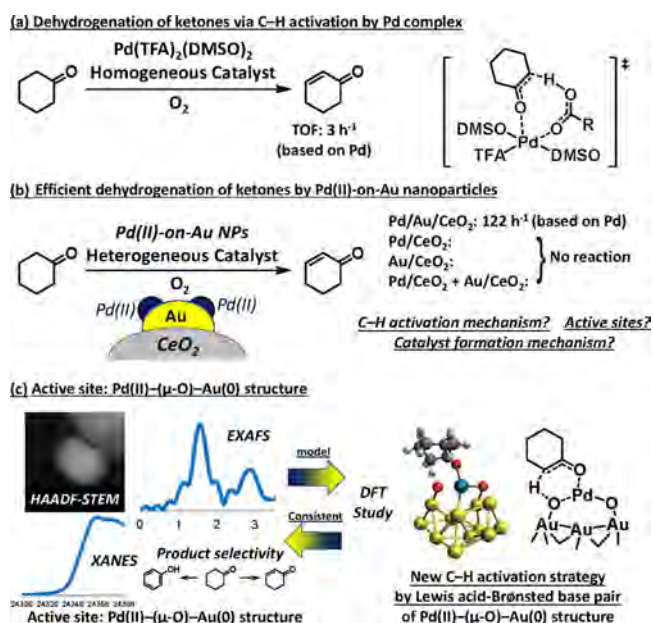 (a) Dehydrogenation of ketones via C–H activation by Pd complex
Pd(TFA)₂(DMSO)₂
Homogeneous Catalyst
O₂
O
O
TOF: 3 h⁻¹
(based on Pd)
H
O
O
O
R
DMSO
Pd
TFA
DMSO
‡
(b) Efficient dehydrogenation of ketones by Pd(II)-on-Au nanoparticles
Pd(II)-on-Au NPs
Heterogeneous Catalyst
O₂
O
O
Pd(II)
Pd(II)
Au
CeO₂
Pd/Au/CeO₂: 122 h⁻¹ (based on Pd)
Pd/CeO₂:
Au/CeO₂:
Pd/CeO₂ + Au/CeO₂:
No reaction
C–H activation mechanism? Active sites?
Catalyst formation mechanism?
(c) Active site: Pd(II)–(μ-O)–Au(0) structure
HAADF-STEM
EXAFS
0 1 2 3
XANES
Product selectivity
OH
O
O
model
Consistent
DFT
Study
O
H
O
Pd
O
Au
Au
Au
Active site: Pd(II)–(μ-O)–Au(0) structure
New C–H activation strategy
by Lewis acid-Brønsted base pair
of Pd(II)–(μ-O)–Au(0) structure